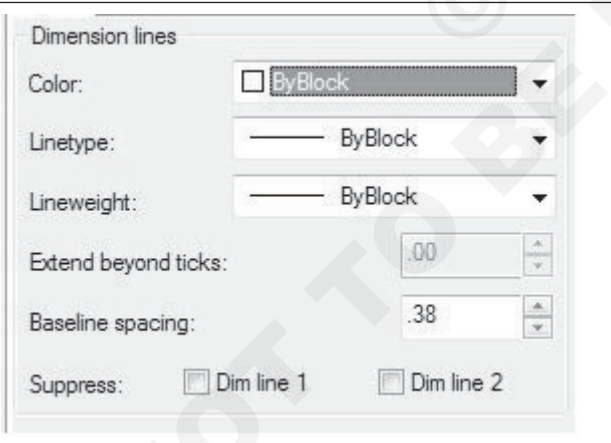 Dimension lines
Color: ByBlock
Linetype: ByBlock
Lineweight: ByBlock
Extend beyond ticks: .00
Baseline spacing: .38
Suppress: Dim line 1 Dim line 2